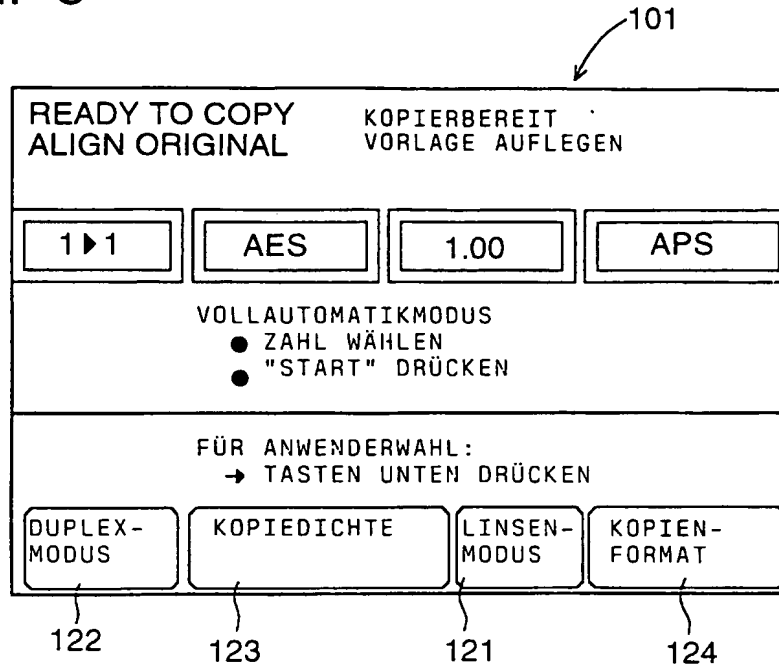 101
READY TO COPY KOPIERBEREIT
ALIGN ORIGINAL VORLAGE AUFLEGEN
1▶1 AES 1.00 APS
VOLLAUTOMATIKMODUS
● ZAHL WÄHLEN
● "START" DRÜCKEN
FÜR ANWENDERWAHL:
→ TASTEN UNTEN DRÜCKEN
DUPLEX- KOPIEDICHTE LINSEN- KOPIEN-
MODUS MODUS FORMAT
122 123 121 124